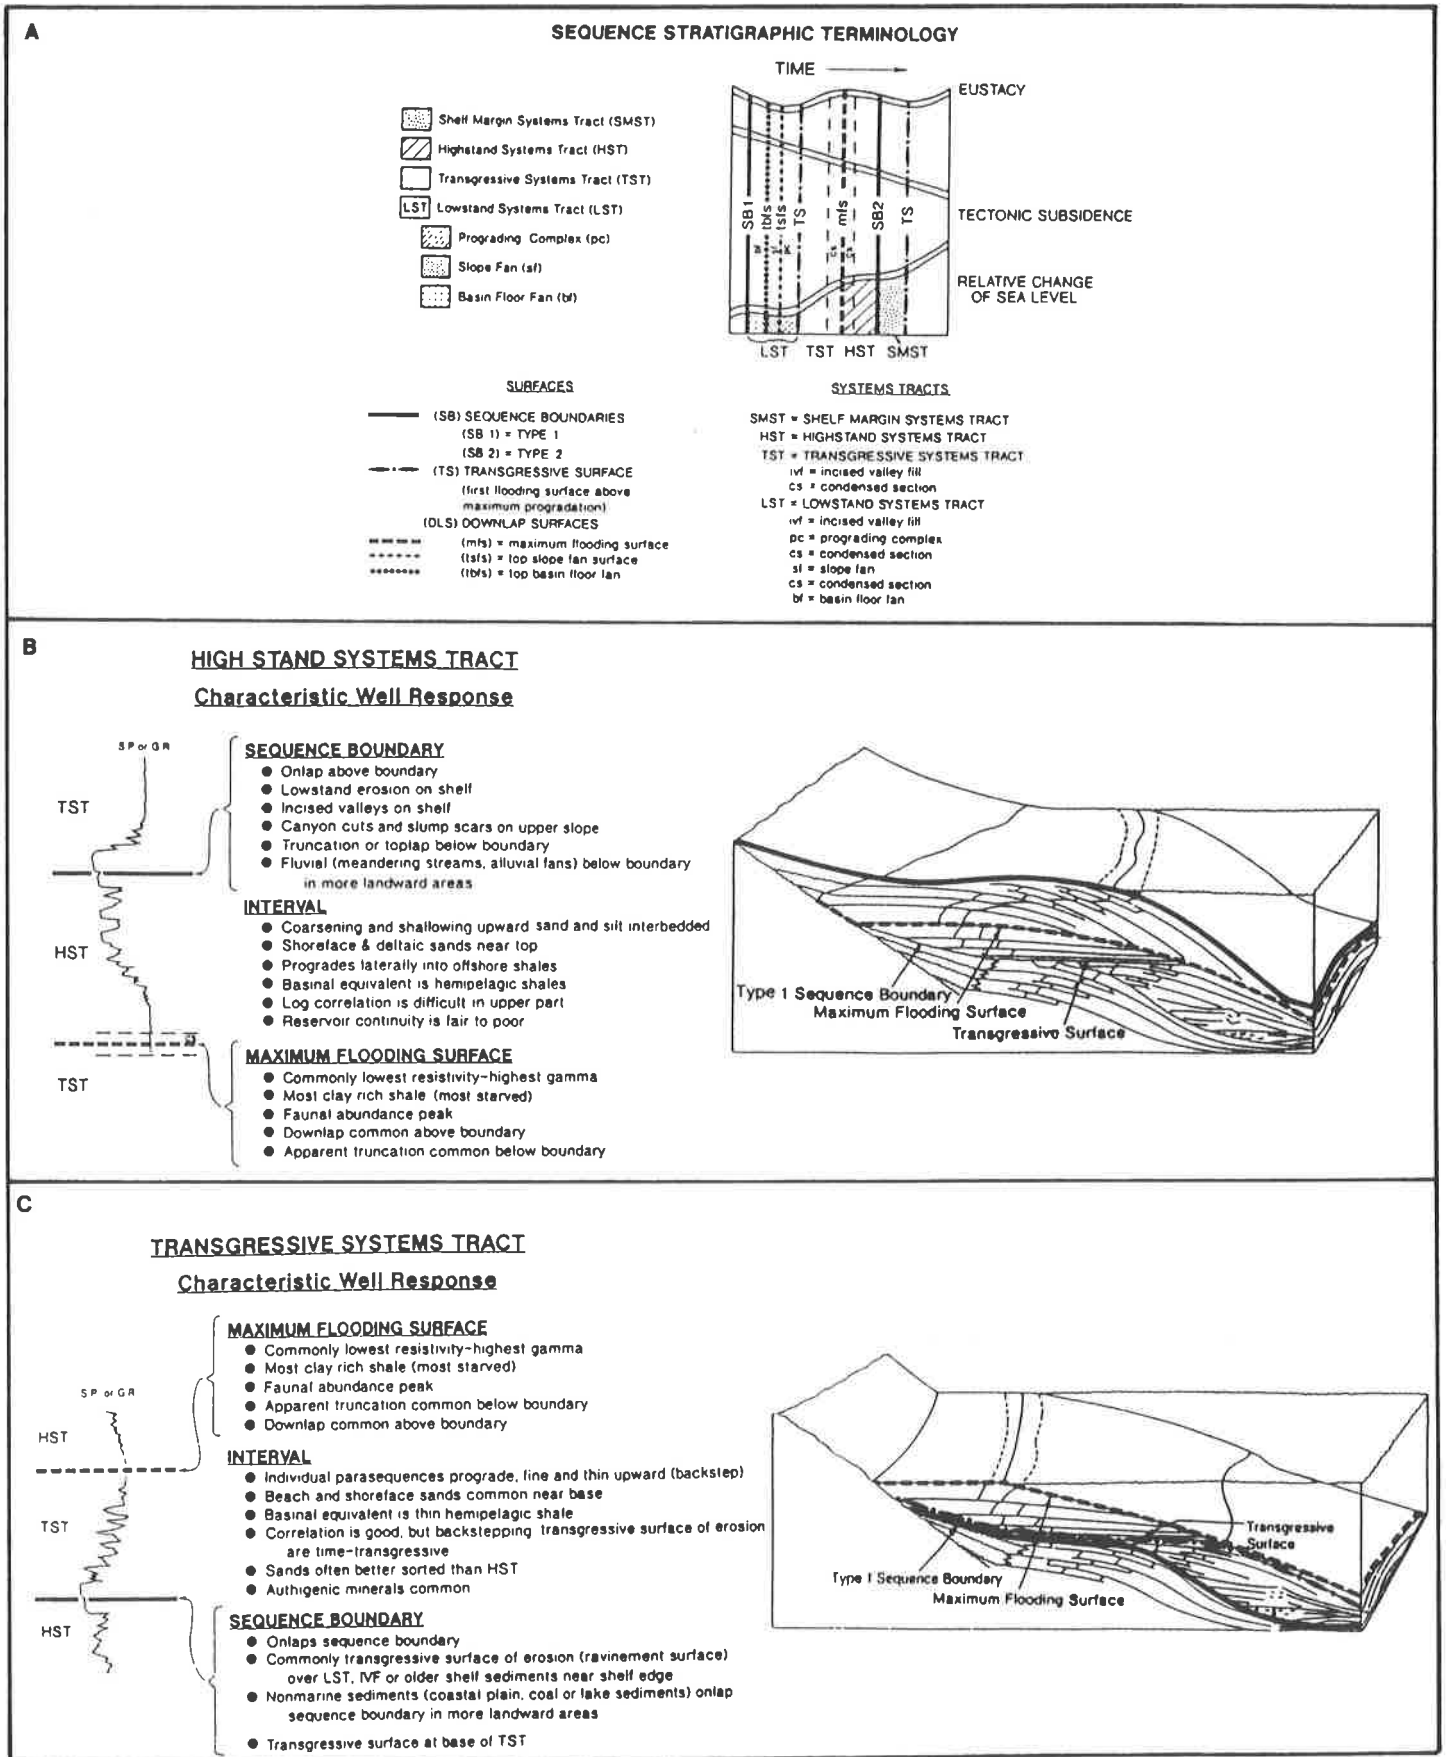 A
SEQUENCE STRATIGRAPHIC TERMINOLOGY
TIME
EUSTACY
TECTONIC SUBSIDENCE
RELATIVE CHANGE
OF SEA LEVEL
Shelf Margin Systems Tract (SMST)
Highstand Systems Tract (HST)
Transgressive Systems Tract (TST)
LST Lowstand Systems Tract (LST)
Prograding Complex (pc)
Slope Fan (sf)
Basin Floor Fan (bf)
SB1 tbfs tsfs TS mfs SB2 TS
bf sf pc cs cs
LST TST HST SMST
SURFACES
(SB) SEQUENCE BOUNDARIES
(SB 1) = TYPE 1
(SB 2) = TYPE 2
(TS) TRANSGRESSIVE SURFACE
(first flooding surface above
maximum progradation)
(DLS) DOWNLAP SURFACES
(mfs) = maximum flooding surface
(tsfs) = top slope fan surface
(tbfs) = top basin floor fan
SYSTEMS TRACTS
SMST = SHELF MARGIN SYSTEMS TRACT
HST = HIGHSTAND SYSTEMS TRACT
TST = TRANSGRESSIVE SYSTEMS TRACT
ivf = incised valley fill
cs = condensed section
LST = LOWSTAND SYSTEMS TRACT
ivf = incised valley fill
pc = prograding complex
cs = condensed section
sf = slope fan
cs = condensed section
bf = basin floor fan
B
HIGH STAND SYSTEMS TRACT
Characteristic Well Response
SP or GR
TST
HST
cs
TST
SEQUENCE BOUNDARY
● Onlap above boundary
● Lowstand erosion on shelf
● Incised valleys on shelf
● Canyon cuts and slump scars on upper slope
● Truncation or toplap below boundary
● Fluvial (meandering streams, alluvial fans) below boundary
in more landward areas
INTERVAL
● Coarsening and shallowing upward sand and silt interbedded
● Shoreface & deltaic sands near top
● Progrades laterally into offshore shales
● Basinal equivalent is hemipelagic shales
● Log correlation is difficult in upper part
● Reservoir continuity is fair to poor
MAXIMUM FLOODING SURFACE
● Commonly lowest resistivity-highest gamma
● Most clay rich shale (most starved)
● Faunal abundance peak
● Downlap common above boundary
● Apparent truncation common below boundary
Type 1 Sequence Boundary
Maximum Flooding Surface
Transgressive Surface
C
TRANSGRESSIVE SYSTEMS TRACT
Characteristic Well Response
SP or GR
HST
TST
HST
MAXIMUM FLOODING SURFACE
● Commonly lowest resistivity-highest gamma
● Most clay rich shale (most starved)
● Faunal abundance peak
● Apparent truncation common below boundary
● Downlap common above boundary
INTERVAL
● Individual parasequences prograde, fine and thin upward (backstep)
● Beach and shoreface sands common near base
● Basinal equivalent is thin hemipelagic shale
● Correlation is good, but backstepping transgressive surface of erosion
are time-transgressive
● Sands often better sorted than HST
● Authigenic minerals common
SEQUENCE BOUNDARY
● Onlaps sequence boundary
● Commonly transgressive surface of erosion (ravinement surface)
over LST, IVF or older shelf sediments near shelf edge
● Nonmarine sediments (coastal plain, coal or lake sediments) onlap
sequence boundary in more landward areas
● Transgressive surface at base of TST
Transgressive
Surface
Type 1 Sequence Boundary
Maximum Flooding Surface